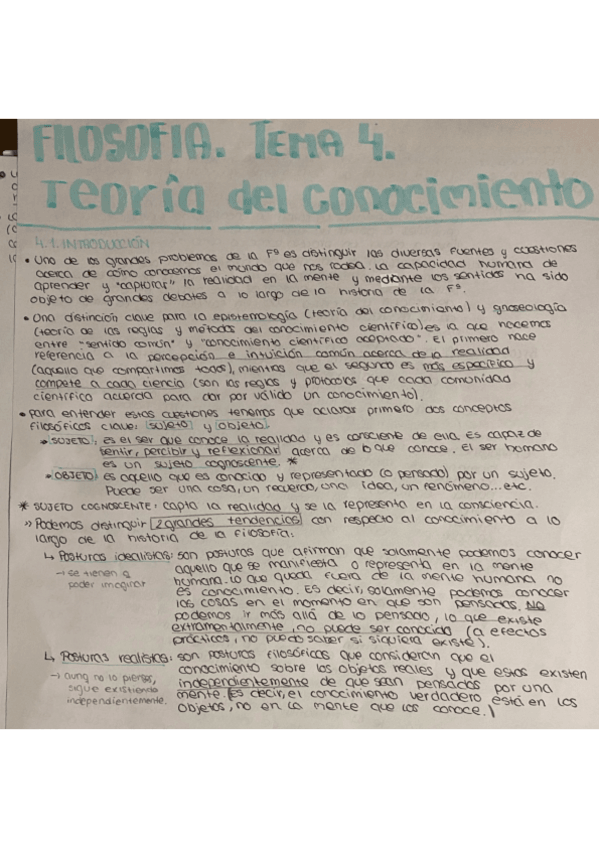 FILOSOFIA. TEMA 4.
Teoría del conocimiento
4.1. INTRODUCCIÓN
• Uno de los grandes problemas de la Fª es distinguir las diversas fuentes y cuestiones
acerca de cómo conocemos el mundo que nos rodea. La capacidad humana de
aprender y "capturar" la realidad en la mente y mediante los sentidos ha sido
objeto de grandes debates a lo largo de la historia de la Fª.
• Una distinción clave para la epistemología (teoría del conocimiento) y gnoseología
(teoría de las reglas y métodos del conocimiento científico) es la que hacemos
entre "sentido común" y "conocimiento científico aceptado". El primero hace
referencia a la percepción e intuición común acerca de la realidad
(aquello que compartimos todos), mientras que el segundo es más específico y
compete a cada ciencia (son las reglas y protocolos que cada comunidad
científica acuerda para dar por válido un conocimiento).
• Para entender estas cuestiones tenemos que aclarar primero dos conceptos
filosóficos clave: sujeto y objeto.
• SUJETO: es el ser que conoce la realidad y es consciente de ella. Es capaz de
sentir, percibir y reflexionar acerca de lo que conoce. El ser humano
es un sujeto cognoscente. *
• OBJETO: es aquello que es conocido y representado (o pensado) por un sujeto.
Puede ser una cosa, un recuerdo, una idea, un fenómeno... etc.
* SUJETO COGNOSCENTE: capta la realidad y se la representa en la consciencia.
» Podemos distinguir 2 grandes tendencias con respecto al conocimiento a lo
largo de la historia de la filosofía:
↳ Posturas idealistas: son posturas que afirman que solamente podemos conocer
→ se tienen q poder imaginar
aquello que se manifiesta o representa en la mente
humana. Lo que queda fuera de la mente humana no
es conocimiento. Es decir, solamente podemos conocer
las cosas en el momento en que son pensadas. No
podemos ir más allá de lo pensado, lo que existe
extramentalmente, no puede ser conocido (a efectos
prácticos, no puedo saber si siquiera existe).
↳ Posturas realistas: son posturas filosóficas que consideran que el
→ aunq no lo pienses, sigue existiendo independientemente.
conocimiento sobre los objetos reales y que estos existen
independientemente de que sean pensados por una
mente. (Es decir, el conocimiento verdadero está en los
objetos, no en la mente que los conoce.)